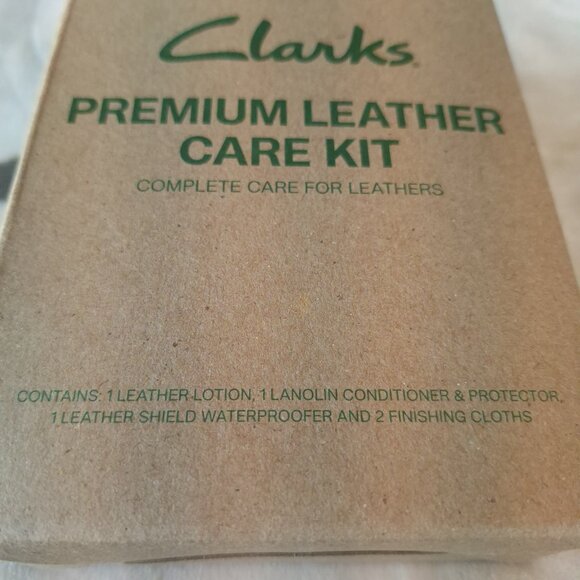 Clarks
PREMIUM LEATHER
CARE KIT
COMPLETE CARE FOR LEATHERS
CONTAINS: 1 LEATHER LOTION, 1 LANOLIN CONDITIONER & PROTECTOR,
1 LEATHER SHIELD WATERPROOFER AND 2 FINISHING CLOTHS